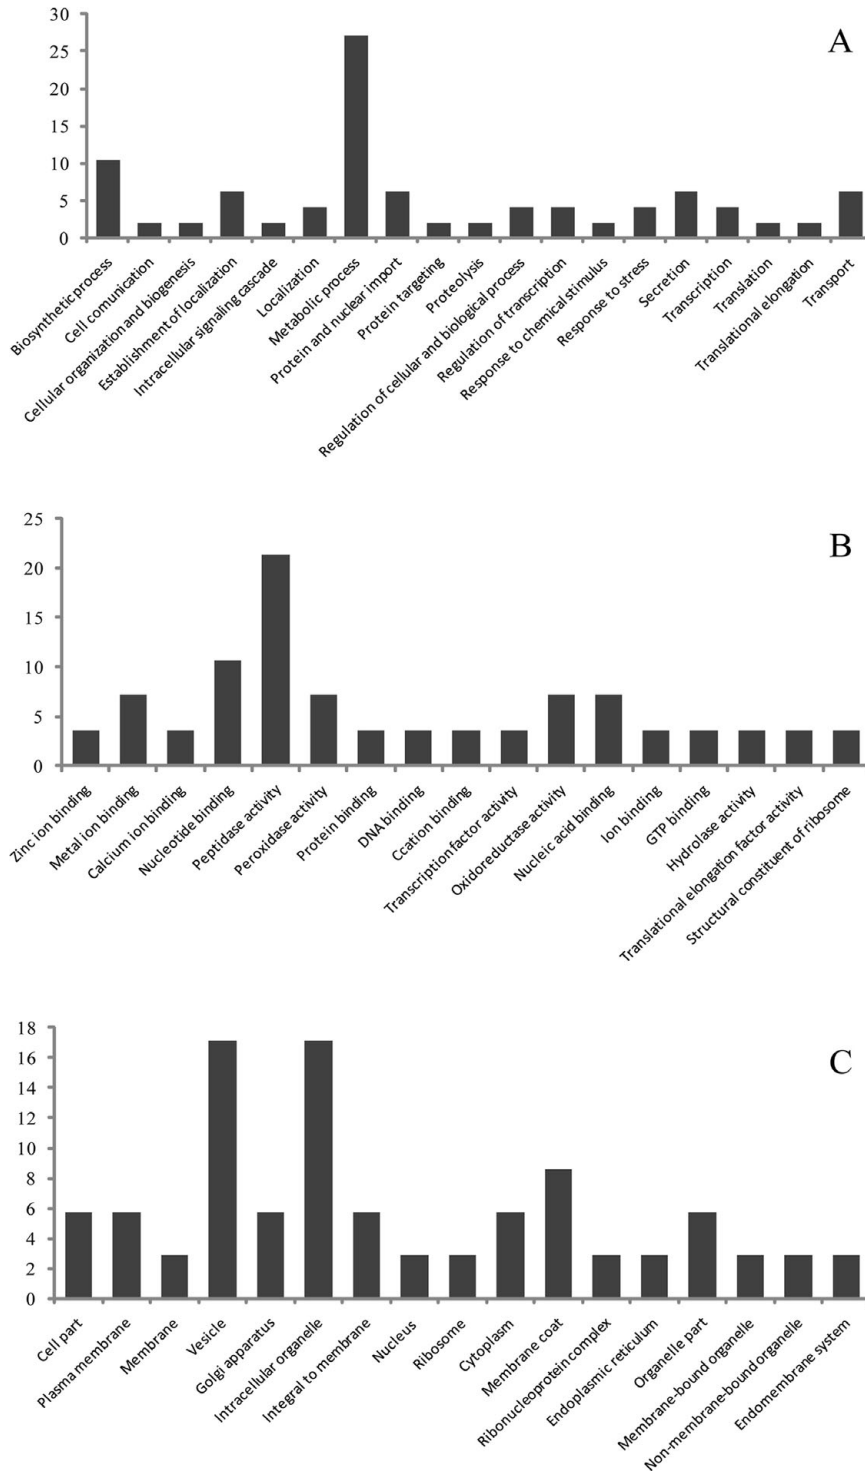 A
30
25
20
15
10
5
0
Biosynthetic process
Cell comunication
Cellular organization and biogenesis
Establishment of localization
Intracellular signaling cascade
Localization
Metabolic process
Protein and nuclear import
Protein targeting
Proteolysis
Regulation of cellular and biological process
Regulation of transcription
Response to chemical stimulus
Response to stress
Secretion
Transcription
Translation
Translational elongation
Transport
B
25
20
15
10
5
0
Zinc ion binding
Metal ion binding
Calcium ion binding
Nucleotide binding
Peptidase activity
Peroxidase activity
Protein binding
DNA binding
Ccation binding
Transcription factor activity
Oxidoreductase activity
Nucleic acid binding
Ion binding
GTP binding
Hydrolase activity
Translational elongation factor activity
Structural constituent of ribosome
C
18
16
14
12
10
8
6
4
2
0
Cell part
Plasma membrane
Membrane
Vesicle
Golgi apparatus
Intracellular organelle
Integral to membrane
Nucleus
Ribosome
Cytoplasm
Membrane coat
Ribonucleoprotein complex
Endoplasmic reticulum
Organelle part
Membrane-bound organelle
Non-membrane-bound organelle
Endomembrane system